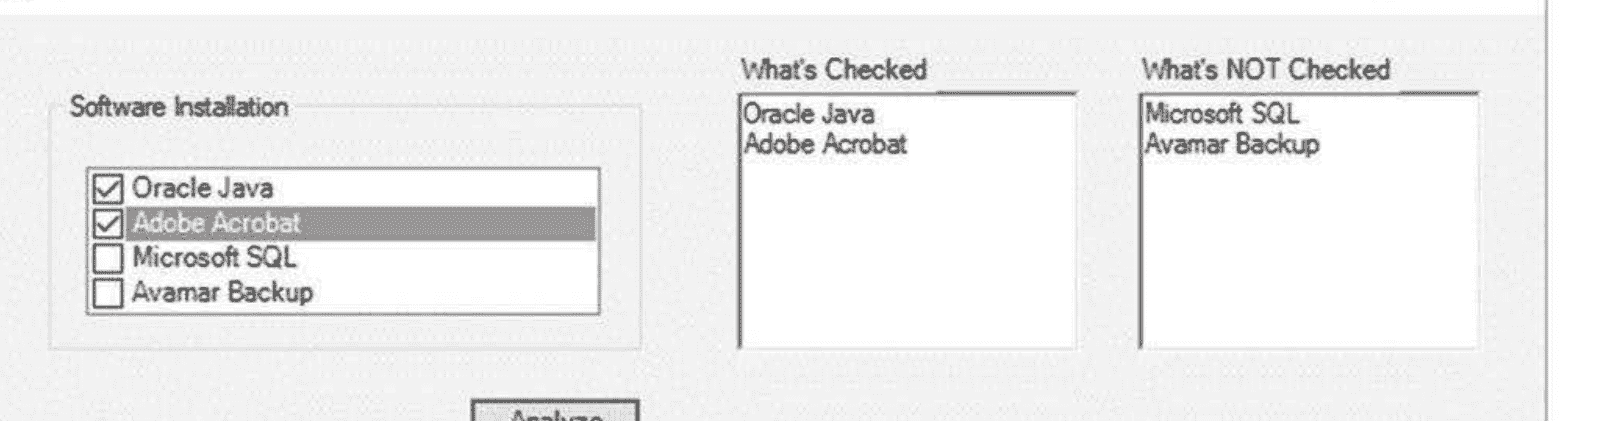 What's Checked
What's NOT Checked
Software Installation
Oracle Java
Adobe Acrobat
Microsoft SQL
Avamar Backup
Oracle Java
Adobe Acrobat
Microsoft SQL
Avamar Backup
Analyze